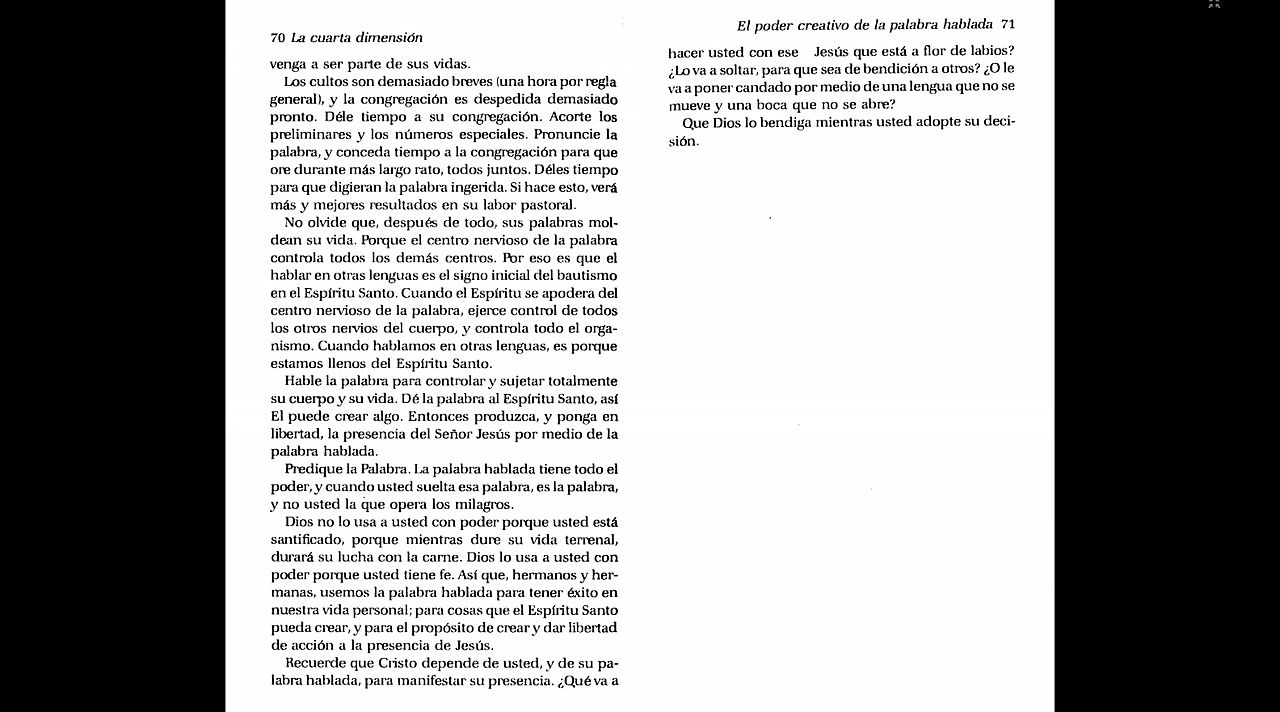 70 La cuarta dimensión
venga a ser parte de sus vidas.
Los cultos son demasiado breves (una hora por regla
general), y la congregación es despedida demasiado
pronto. Déle tiempo a su congregación. Acorte los
preliminares y los números especiales. Pronuncie la
palabra, y conceda tiempo a la congregación para que
ore durante más largo rato, todos juntos. Déles tiempo
para que digieran la palabra ingerida. Si hace esto, verá
más y mejores resultados en su labor pastoral.
No olvide que, después de todo, sus palabras mol-
dean su vida. Porque el centro nervioso de la palabra
controla todos los demás centros. Por eso es que el
hablar en otras lenguas es el signo inicial del bautismo
en el Espíritu Santo. Cuando el Espíritu se apodera del
centro nervioso de la palabra, ejerce control de todos
los otros nervios del cuerpo, y controla todo el orga-
nismo. Cuando hablamos en otras lenguas, es porque
estamos llenos del Espíritu Santo.
Hable la palabra para controlar y sujetar totalmente
su cuerpo y su vida. Dé la palabra al Espíritu Santo, así
El puede crear algo. Entonces produzca, y ponga en
libertad, la presencia del Señor Jesús por medio de la
palabra hablada.
Predique la Palabra. La palabra hablada tiene todo el
poder, y cuando usted suelta esa palabra, es la palabra,
y no usted la que opera los milagros.
Dios no lo usa a usted con poder porque usted está
santificado, porque mientras dure su vida terrenal,
durará su lucha con la carne. Dios lo usa a usted con
poder porque usted tiene fe. Así que, hermanos y her-
manas, usemos la palabra hablada para tener éxito en
nuestra vida personal; para cosas que el Espíritu Santo
pueda crear, y para el propósito de crear y dar libertad
de acción a la presencia de Jesús.
Recuerde que Cristo depende de usted, y de su pa-
labra hablada, para manifestar su presencia. ¿Qué va a
El poder creativo de la palabra hablada 71
hacer usted con ese Jesús que está a flor de labios?
¿Lo va a soltar, para que sea de bendición a otros? ¿O le
va a poner candado por medio de una lengua que no se
mueve y una boca que no se abre?
Que Dios lo bendiga mientras usted adopte su deci-
sión.